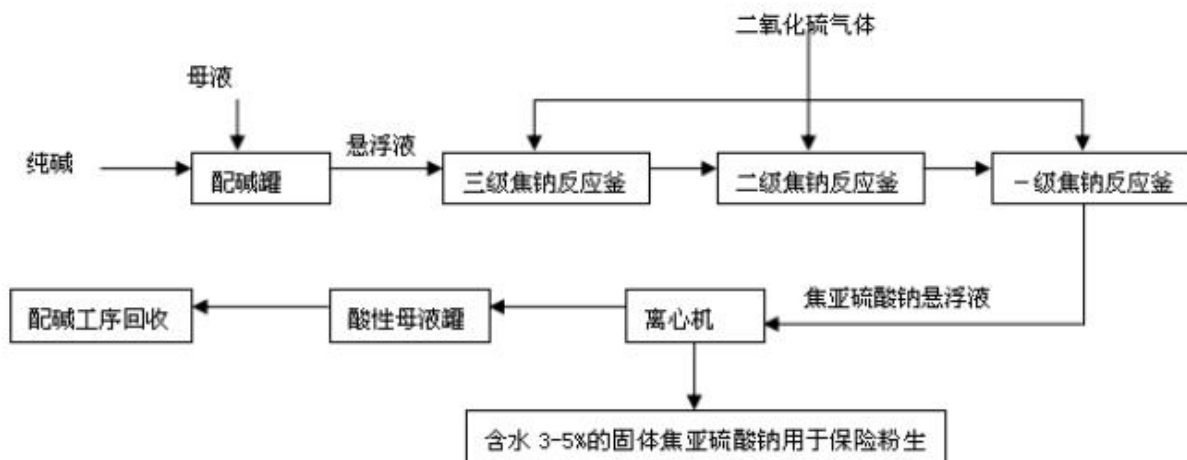 二氧化硫气体
母液
纯碱
配碱罐
悬浮液
三级焦钠反应釜
二级焦钠反应釜
一级焦钠反应釜
焦亚硫酸钠悬浮液
配碱工序回收
酸性母液罐
离心机
含水 3-5%的固体焦亚硫酸钠用于保险粉生